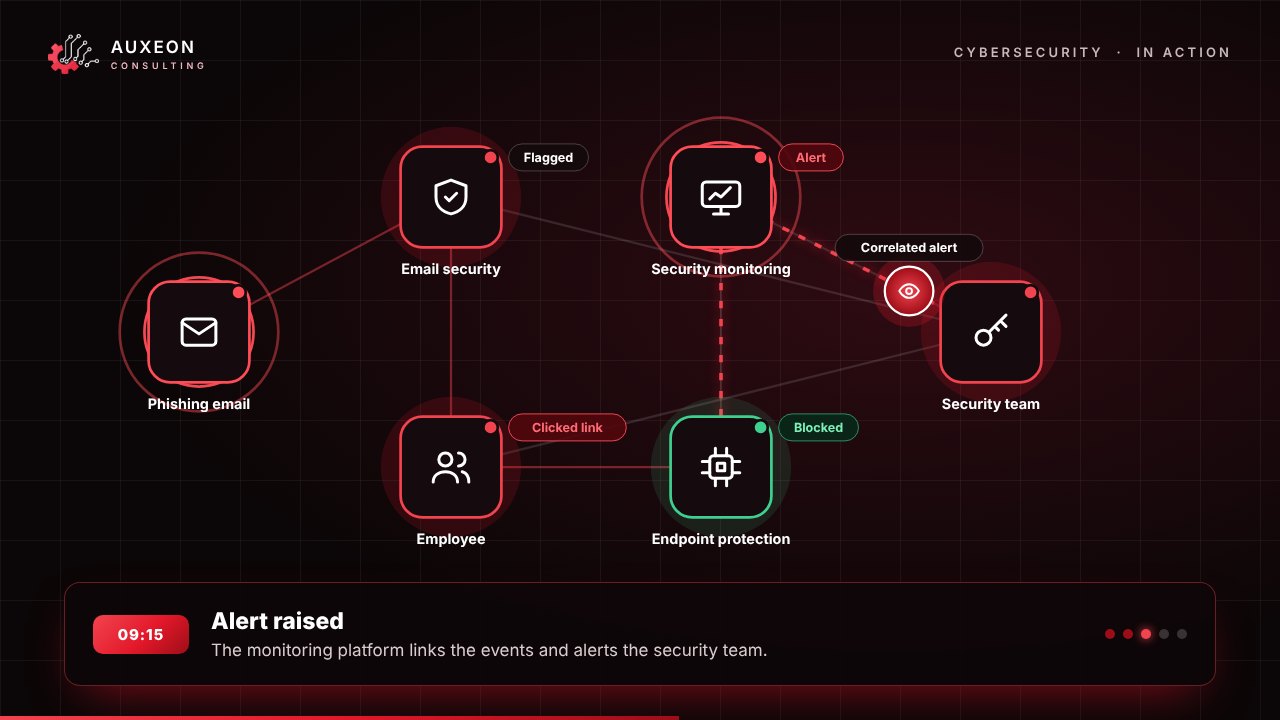 AUXEON
CONSULTING
CYBERSECURITY · IN ACTION
Flagged
Alert
Email security
Security monitoring
Correlated alert
Phishing email
Security team
Clicked link
Blocked
Employee
Endpoint protection
09:15
Alert raised
The monitoring platform links the events and alerts the security team.